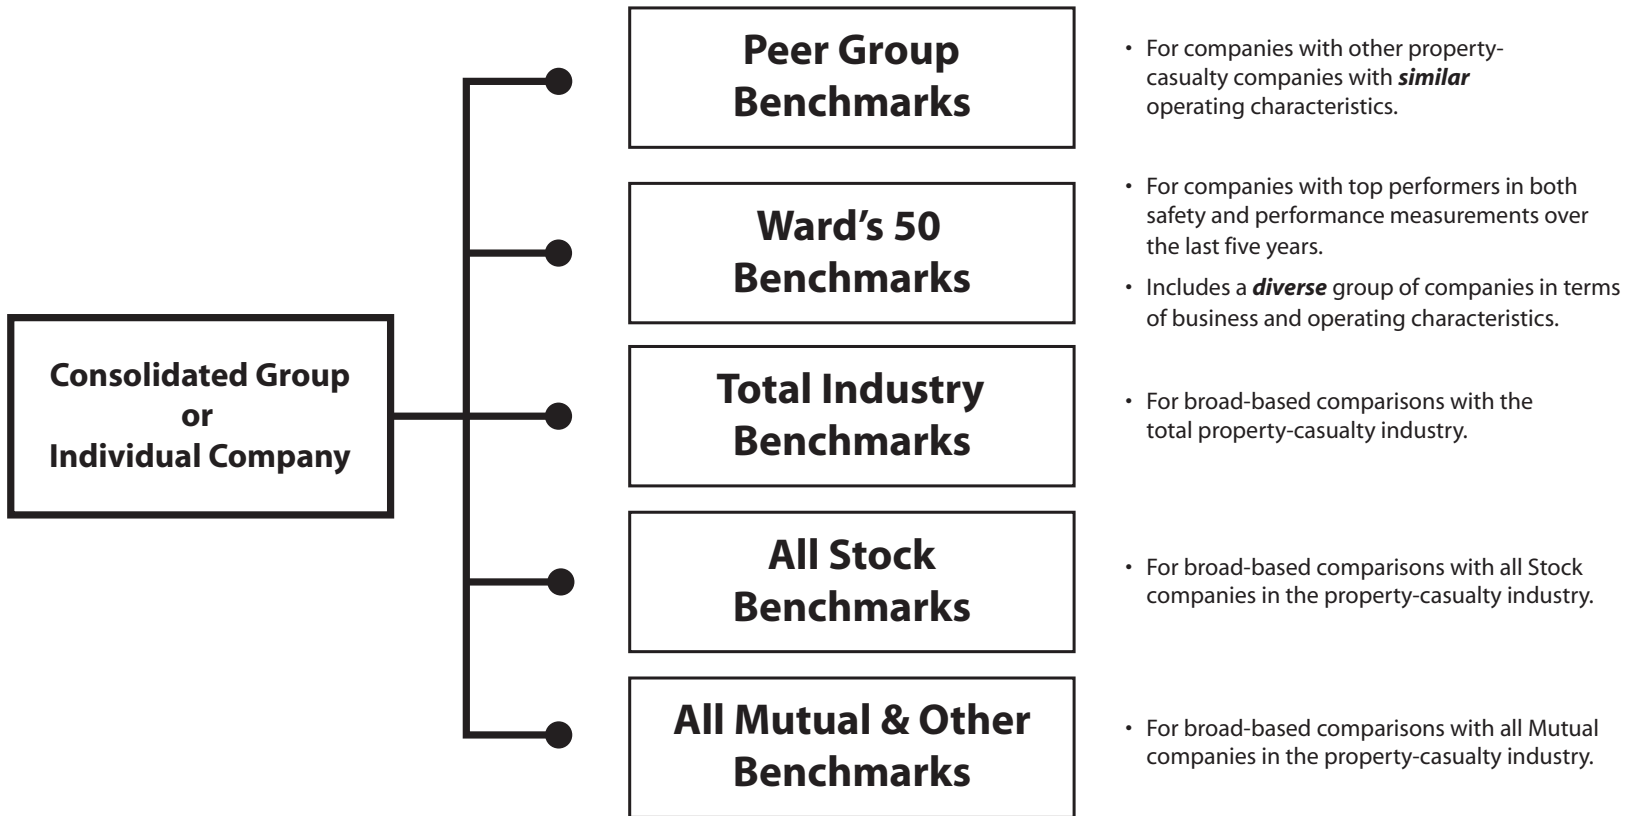 Peer Group
Benchmarks
• For companies with other property-
casualty companies with similar
operating characteristics.
Ward’s 50
Benchmarks
• For companies with top performers in both
safety and performance measurements over
the last five years.
• Includes a diverse group of companies in terms
of business and operating characteristics.
Consolidated Group
or
Individual Company
Total Industry
Benchmarks
• For broad-based comparisons with the
total property-casualty industry.
All Stock
Benchmarks
• For broad-based comparisons with all Stock
companies in the property-casualty industry.
All Mutual & Other
Benchmarks
• For broad-based comparisons with all Mutual
companies in the property-casualty industry.